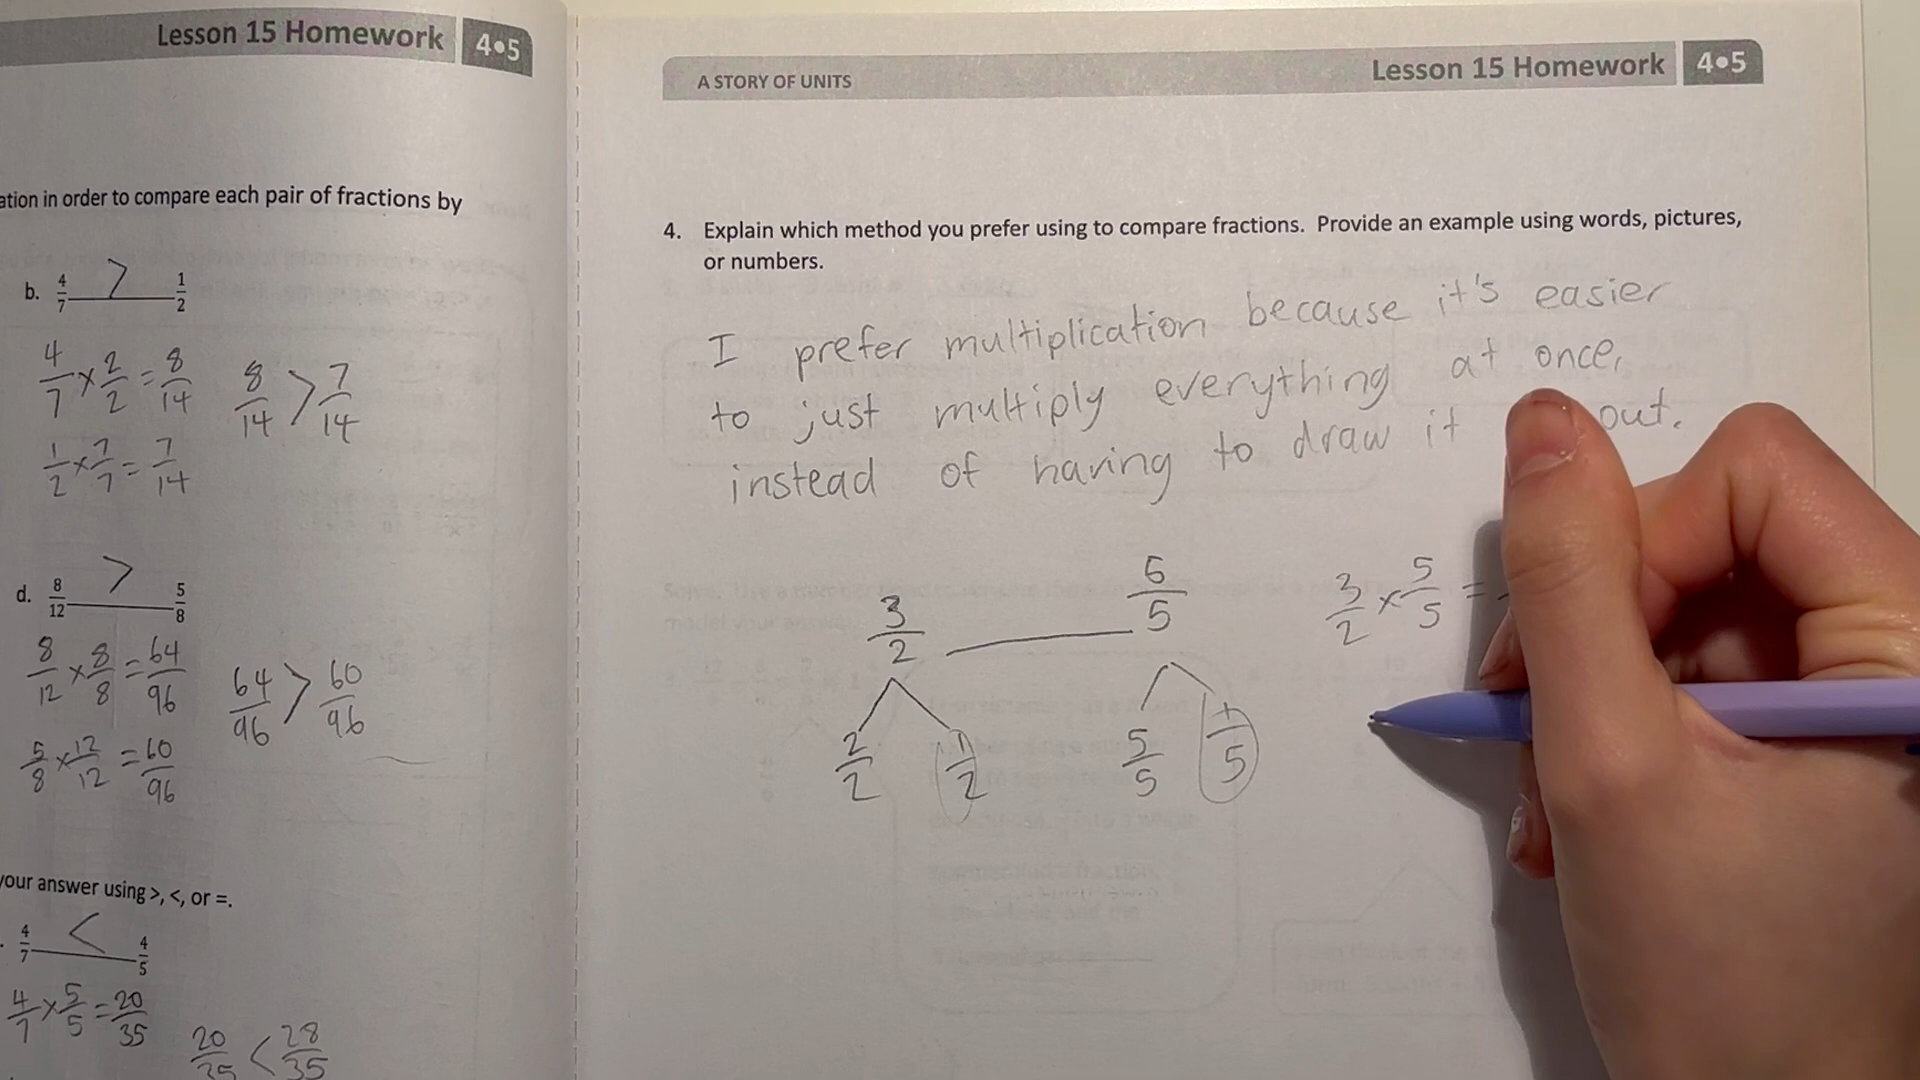 Lesson 15 Homework 4•5
ation in order to compare each pair of fractions by
b. 4/7 > 1/2
4/7 × 2/2 = 8/14
8/14 > 7/14
1/2 × 7/7 = 7/14
d. 8/12 > 5/8
8/12 × 8/8 = 64/96
64/96 > 60/96
5/8 × 12/12 = 60/96
your answer using >, <, or =.
4/7 < 4/5
4/7 × 5/5 = 20/35
20/35 < 28/35
A STORY OF UNITS Lesson 15 Homework 4•5
4. Explain which method you prefer using to compare fractions. Provide an example using words, pictures,
or numbers.
I prefer multiplication because it's easier
to just multiply everything at once,
instead of having to draw it out.
3/2 ___ 6/5
3/2 × 5/5 =
2/2 1/2 5/5 1/5